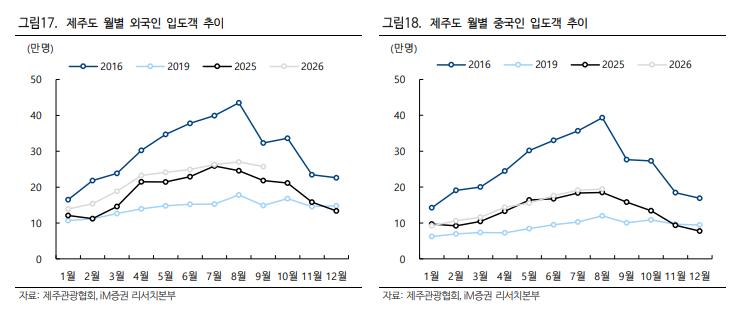 그림17. 제주도 월별 외국인 입도객 추이
(만명)
2016 2019 2025 2026
50
40
30
20
10
0
1월 2월 3월 4월 5월 6월 7월 8월 9월 10월 11월 12월
자료: 제주관광협회, iM증권 리서치본부
그림18. 제주도 월별 중국인 입도객 추이
(만명)
2016 2019 2025 2026
50
40
30
20
10
0
1월 2월 3월 4월 5월 6월 7월 8월 9월 10월 11월 12월
자료: 제주관광협회, iM증권 리서치본부